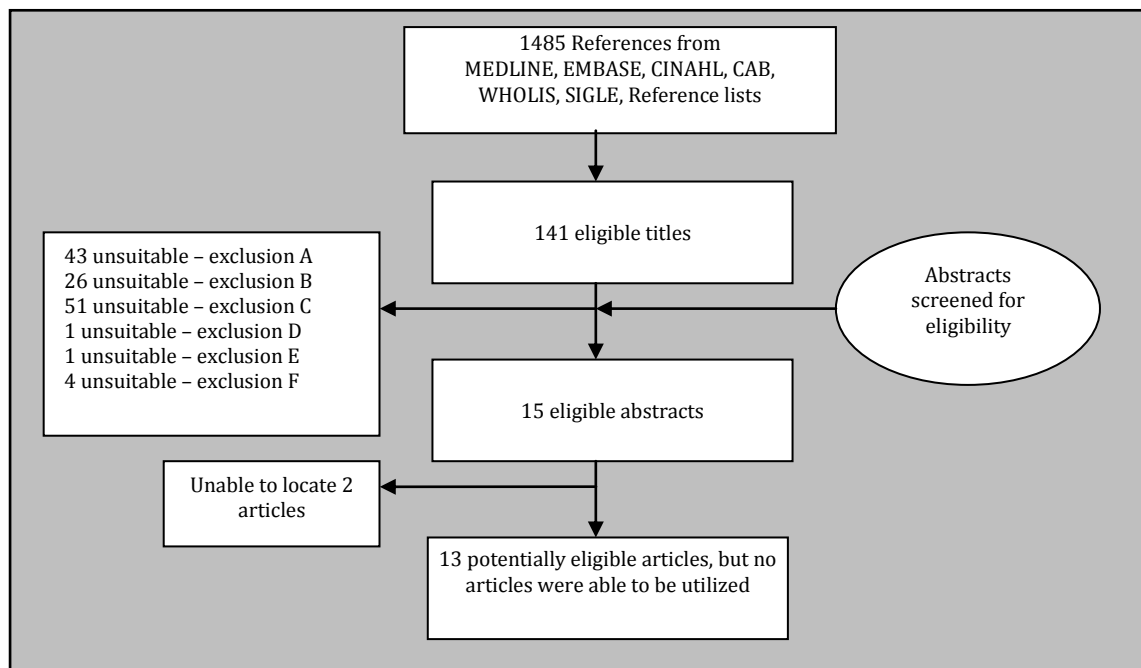 1485 References from
MEDLINE, EMBASE, CINAHL, CAB,
WHOLIS, SIGLE, Reference lists
141 eligible titles
43 unsuitable – exclusion A
26 unsuitable – exclusion B
51 unsuitable – exclusion C
1 unsuitable – exclusion D
1 unsuitable – exclusion E
4 unsuitable – exclusion F
Abstracts
screened for
eligibility
15 eligible abstracts
Unable to locate 2
articles
13 potentially eligible articles, but no
articles were able to be utilized